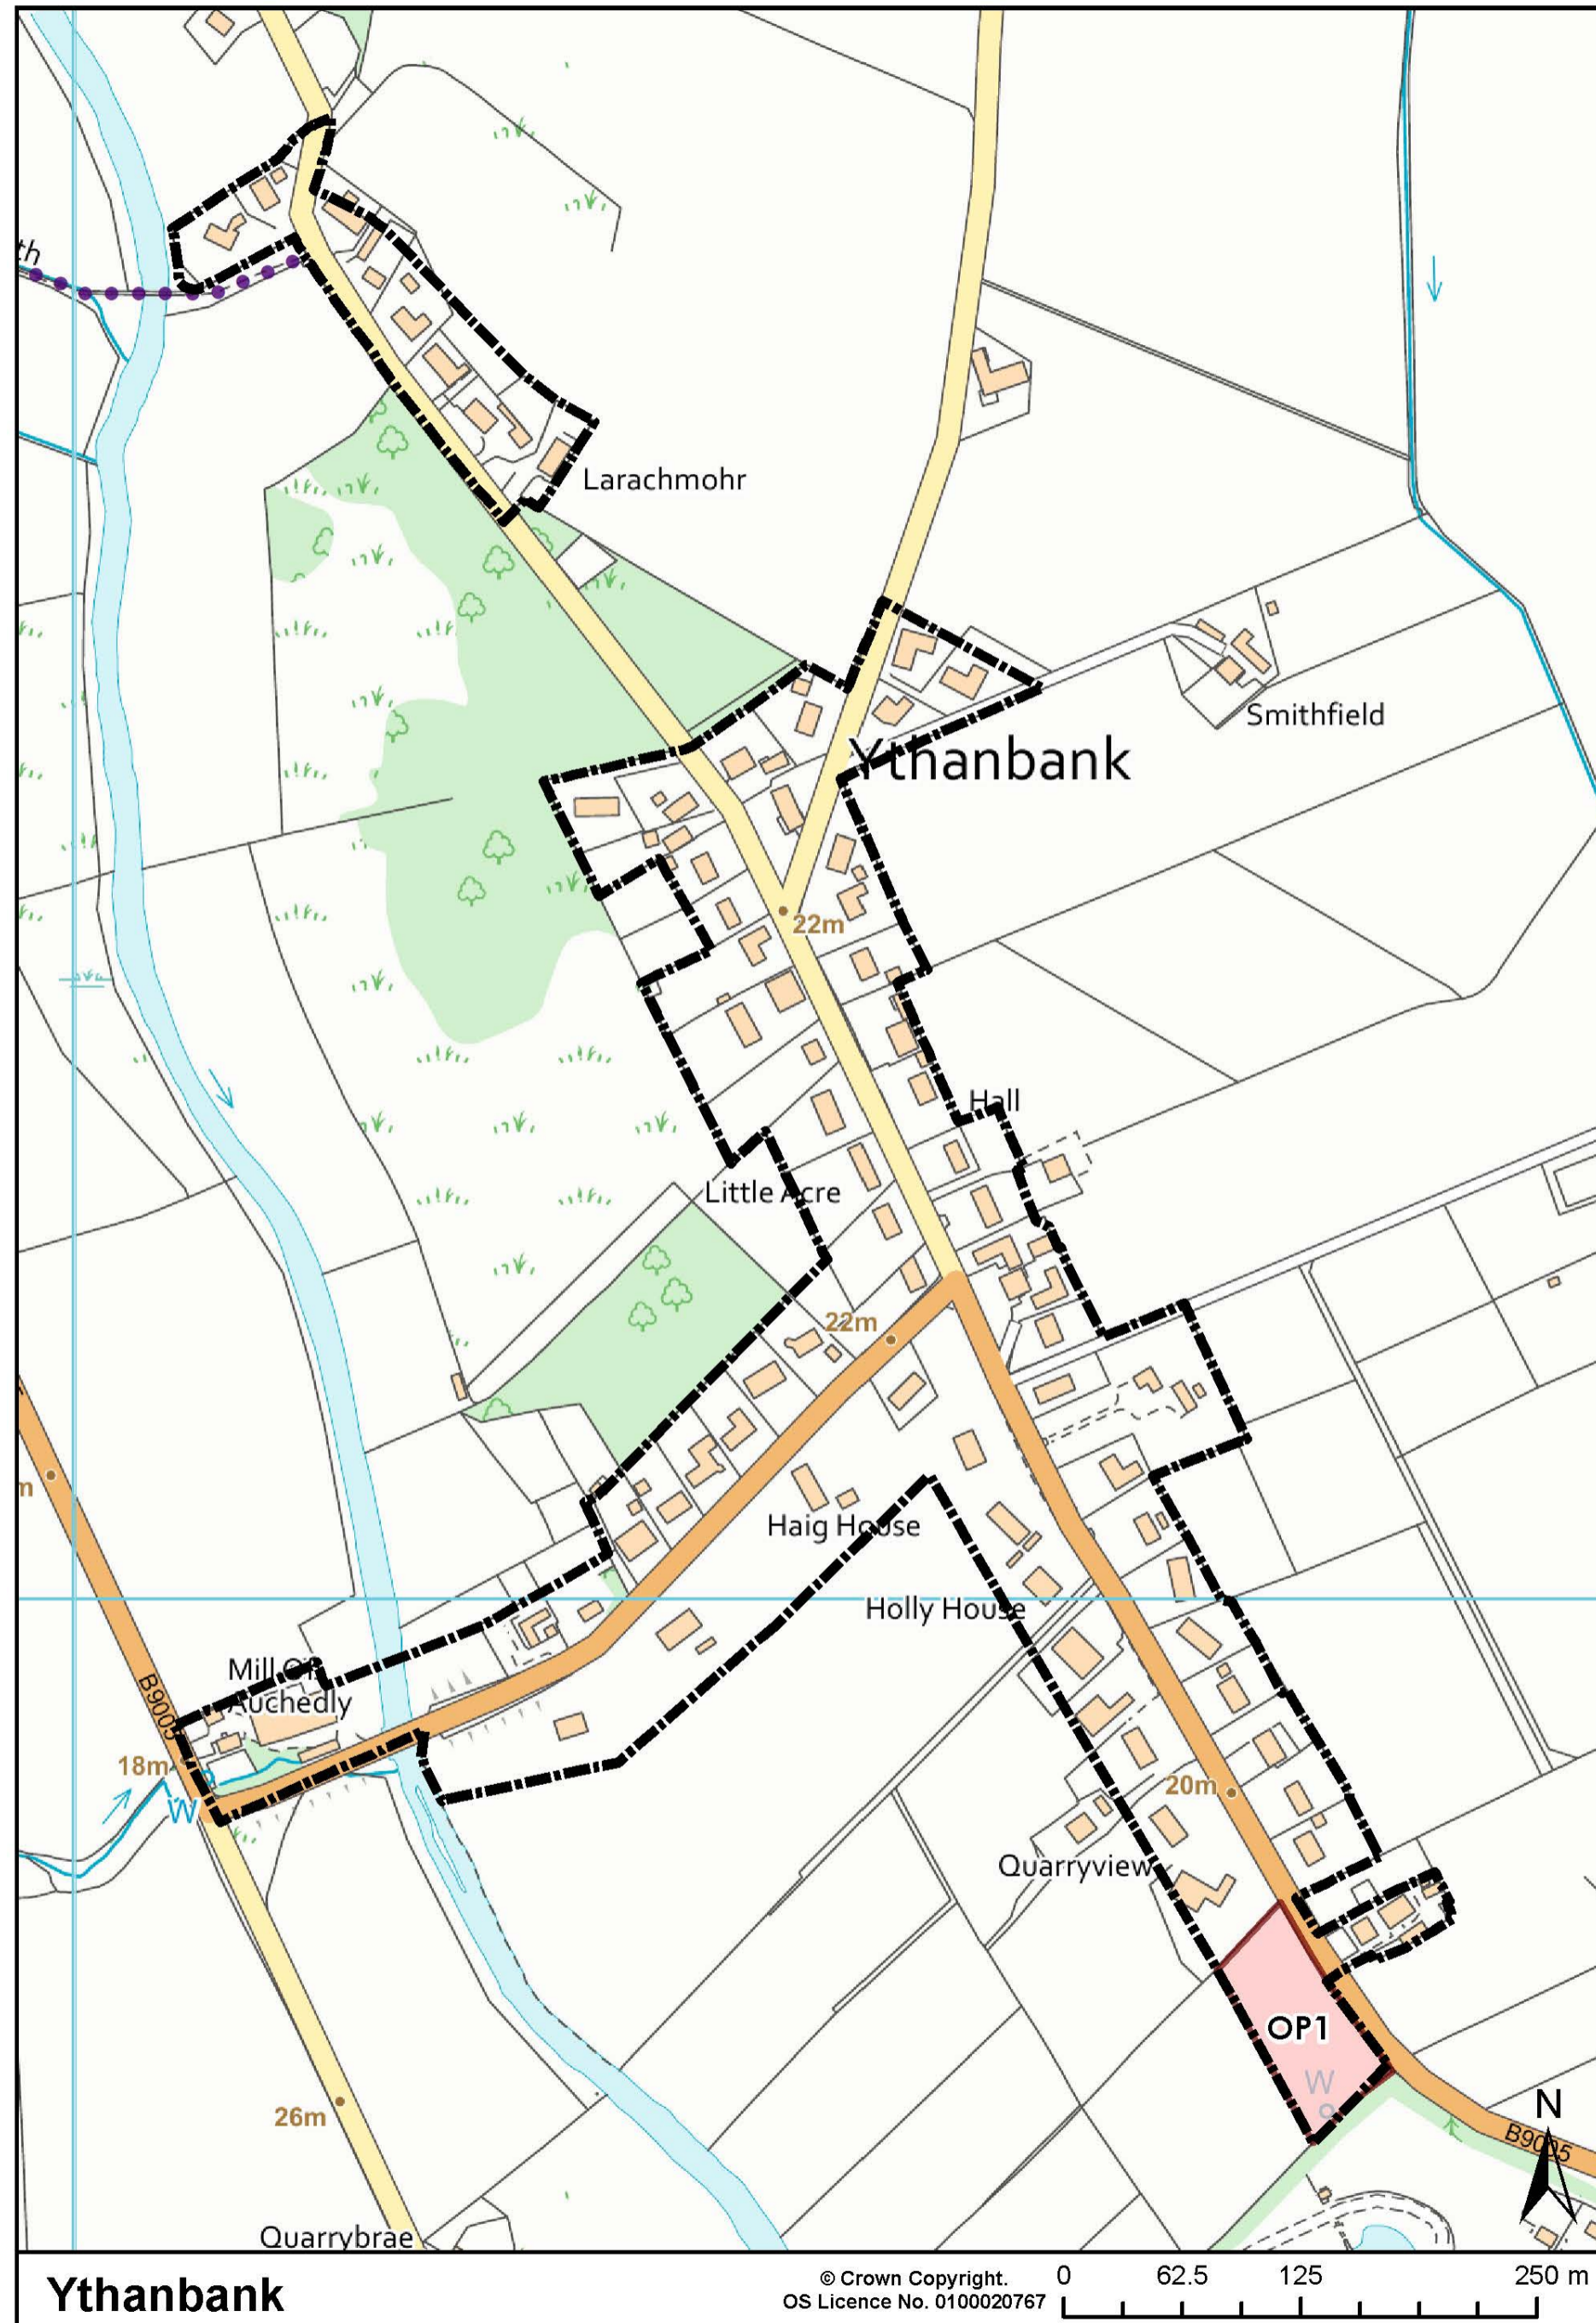 th
Larachmohr
Smithfield
Ythanbank
22m
Hall
Little Acre
22m
Haig House
Holly House
Mill Of
Auchedly
B9005
18m
W
20m
Quarryview
OP1
W
26m
N
B9005
Quarrybrae
Ythanbank
© Crown Copyright.
OS Licence No. 0100020767
0 62.5 125 250 m